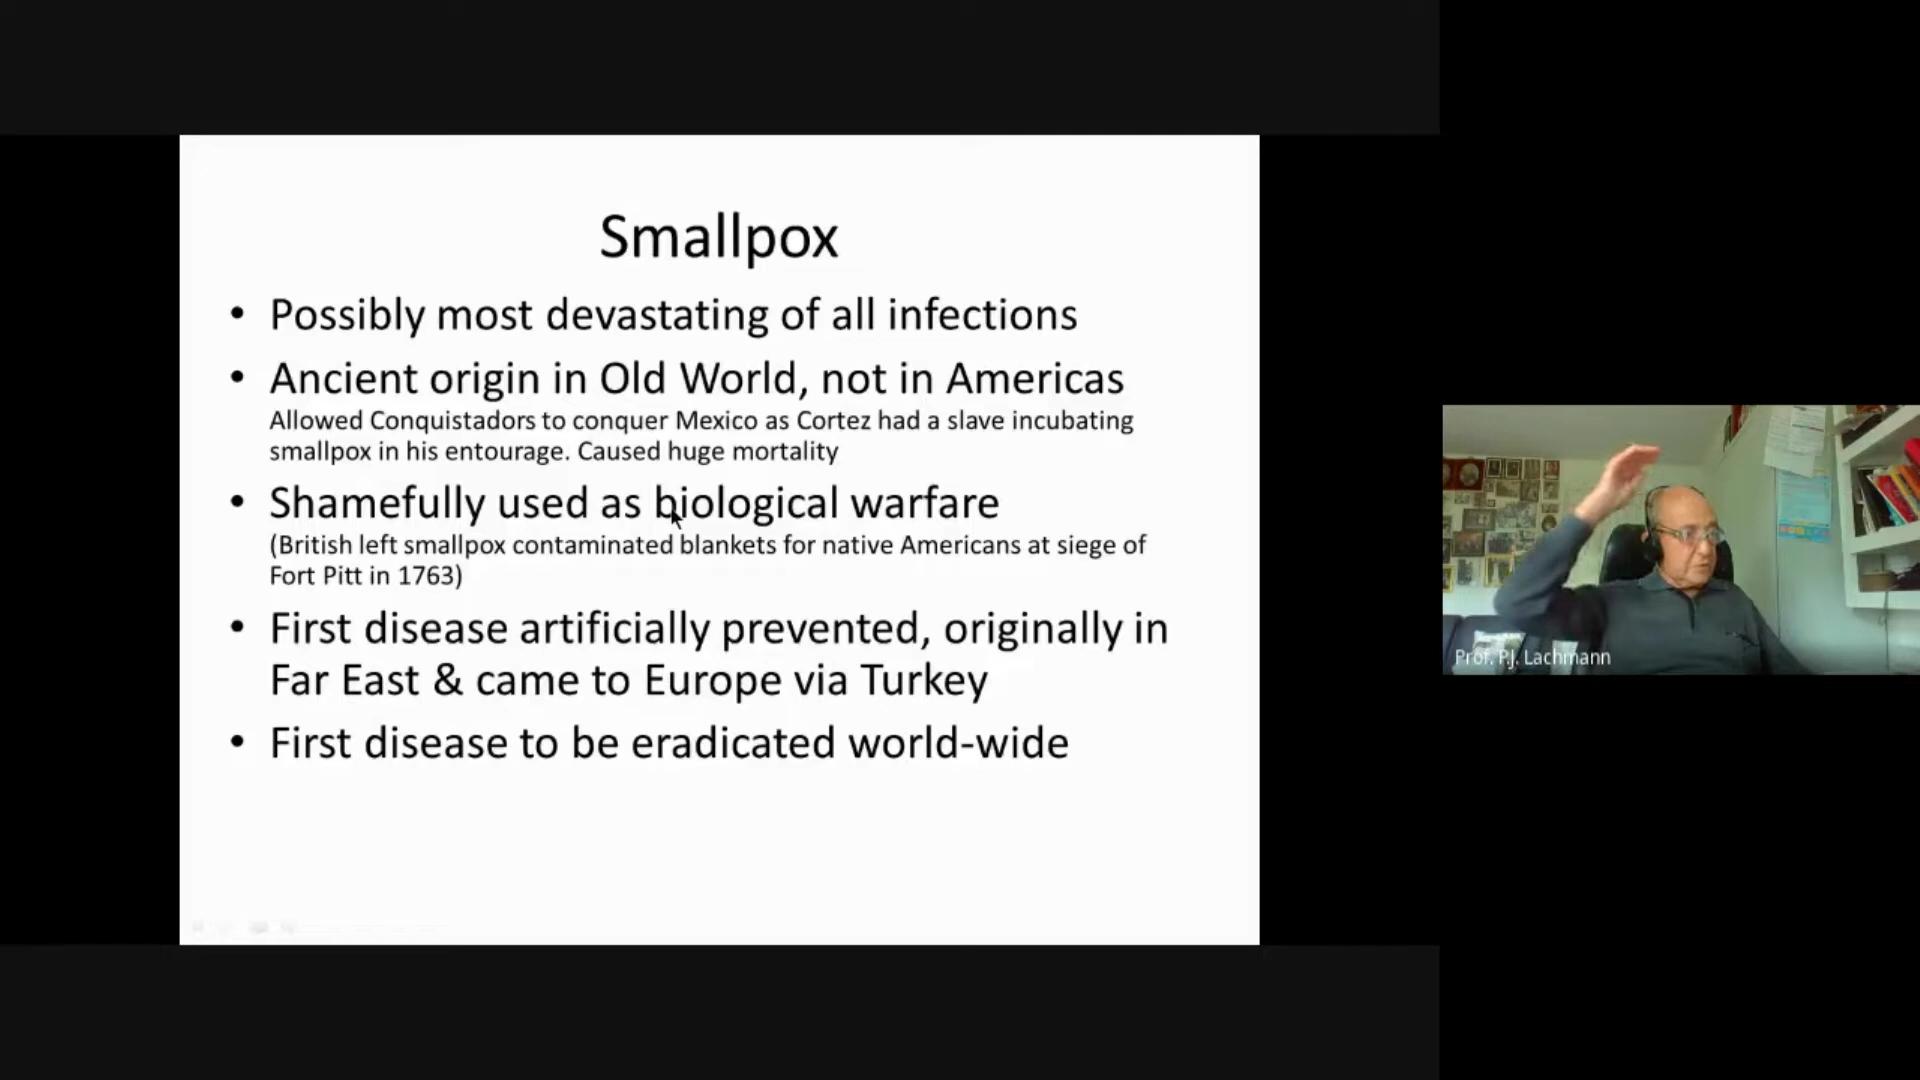 Smallpox
• Possibly most devastating of all infections
• Ancient origin in Old World, not in Americas
Allowed Conquistadors to conquer Mexico as Cortez had a slave incubating
smallpox in his entourage. Caused huge mortality
• Shamefully used as biological warfare
(British left smallpox contaminated blankets for native Americans at siege of
Fort Pitt in 1763)
• First disease artificially prevented, originally in
Far East & came to Europe via Turkey
• First disease to be eradicated world-wide
Prof. P.J. Lachmann